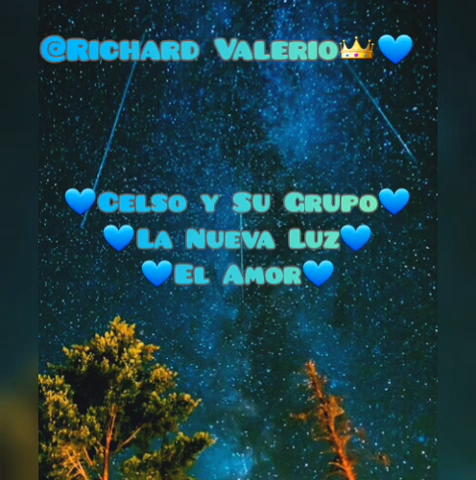 @Richard Valerio👑💙
💙Celso y Su Grupo💙
💙La Nueva Luz💙
💙El Amor💙